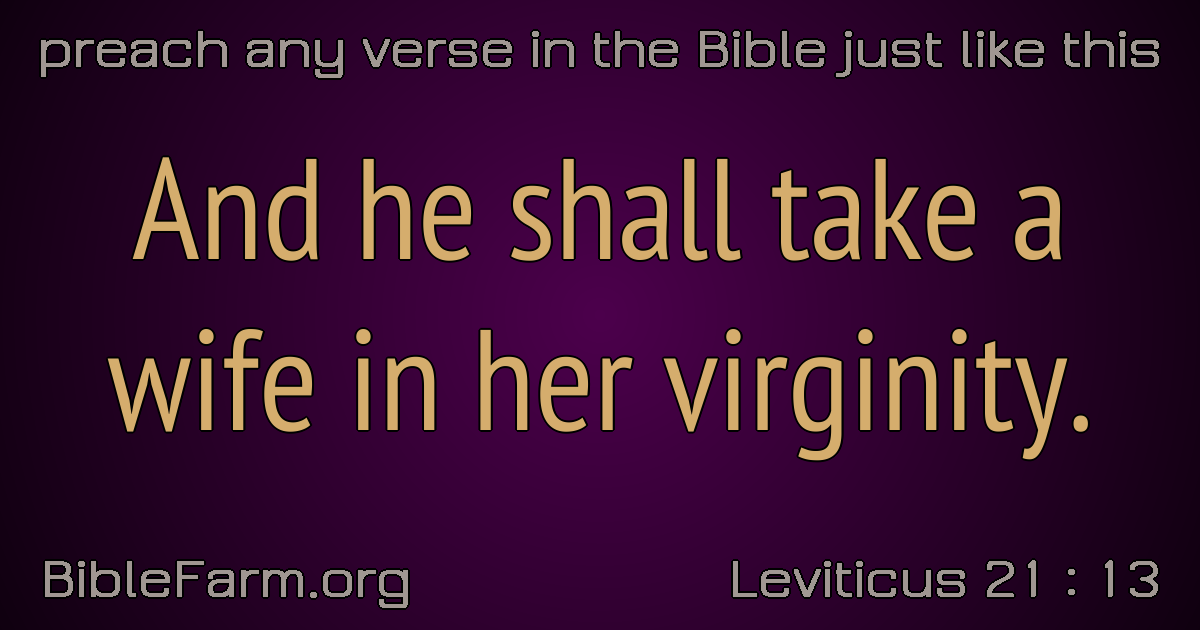 preach any verse in the Bible just like this
And he shall take a
wife in her virginity.
BibleFarm.org
Leviticus 21 : 13